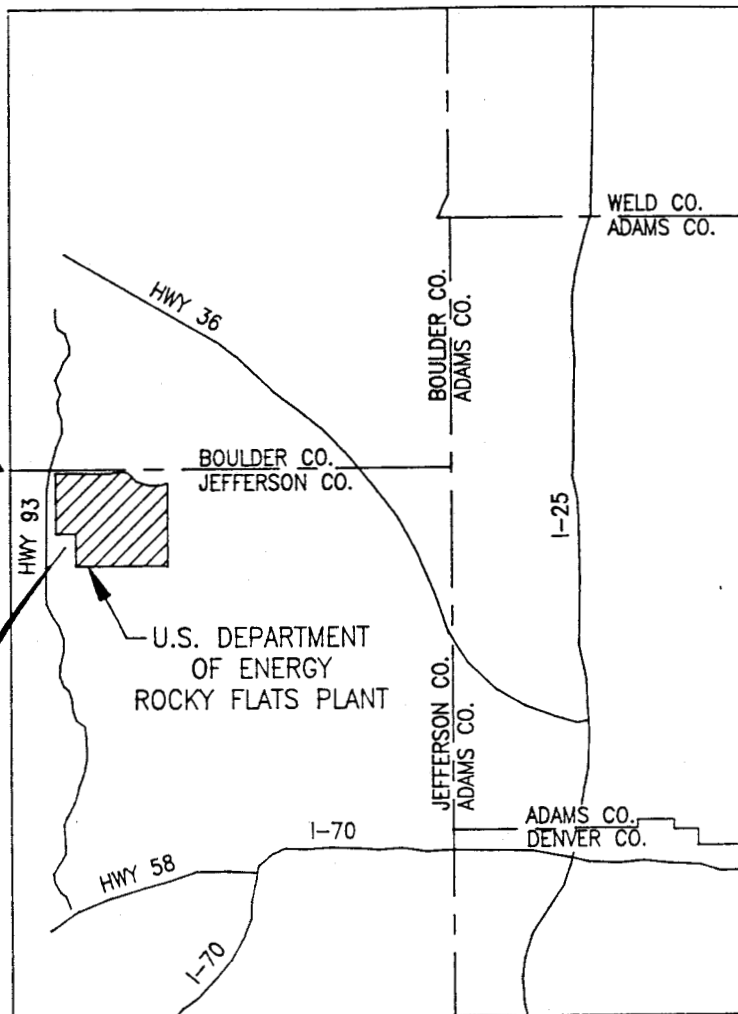 WELD CO.
ADAMS CO.
HWY 36
BOULDER CO.
ADAMS CO.
BOULDER CO.
JEFFERSON CO.
HWY 93
I-25
U.S. DEPARTMENT
OF ENERGY
ROCKY FLATS PLANT
JEFFERSON CO.
ADAMS CO.
ADAMS CO.
DENVER CO.
I-70
HWY 58
I-70